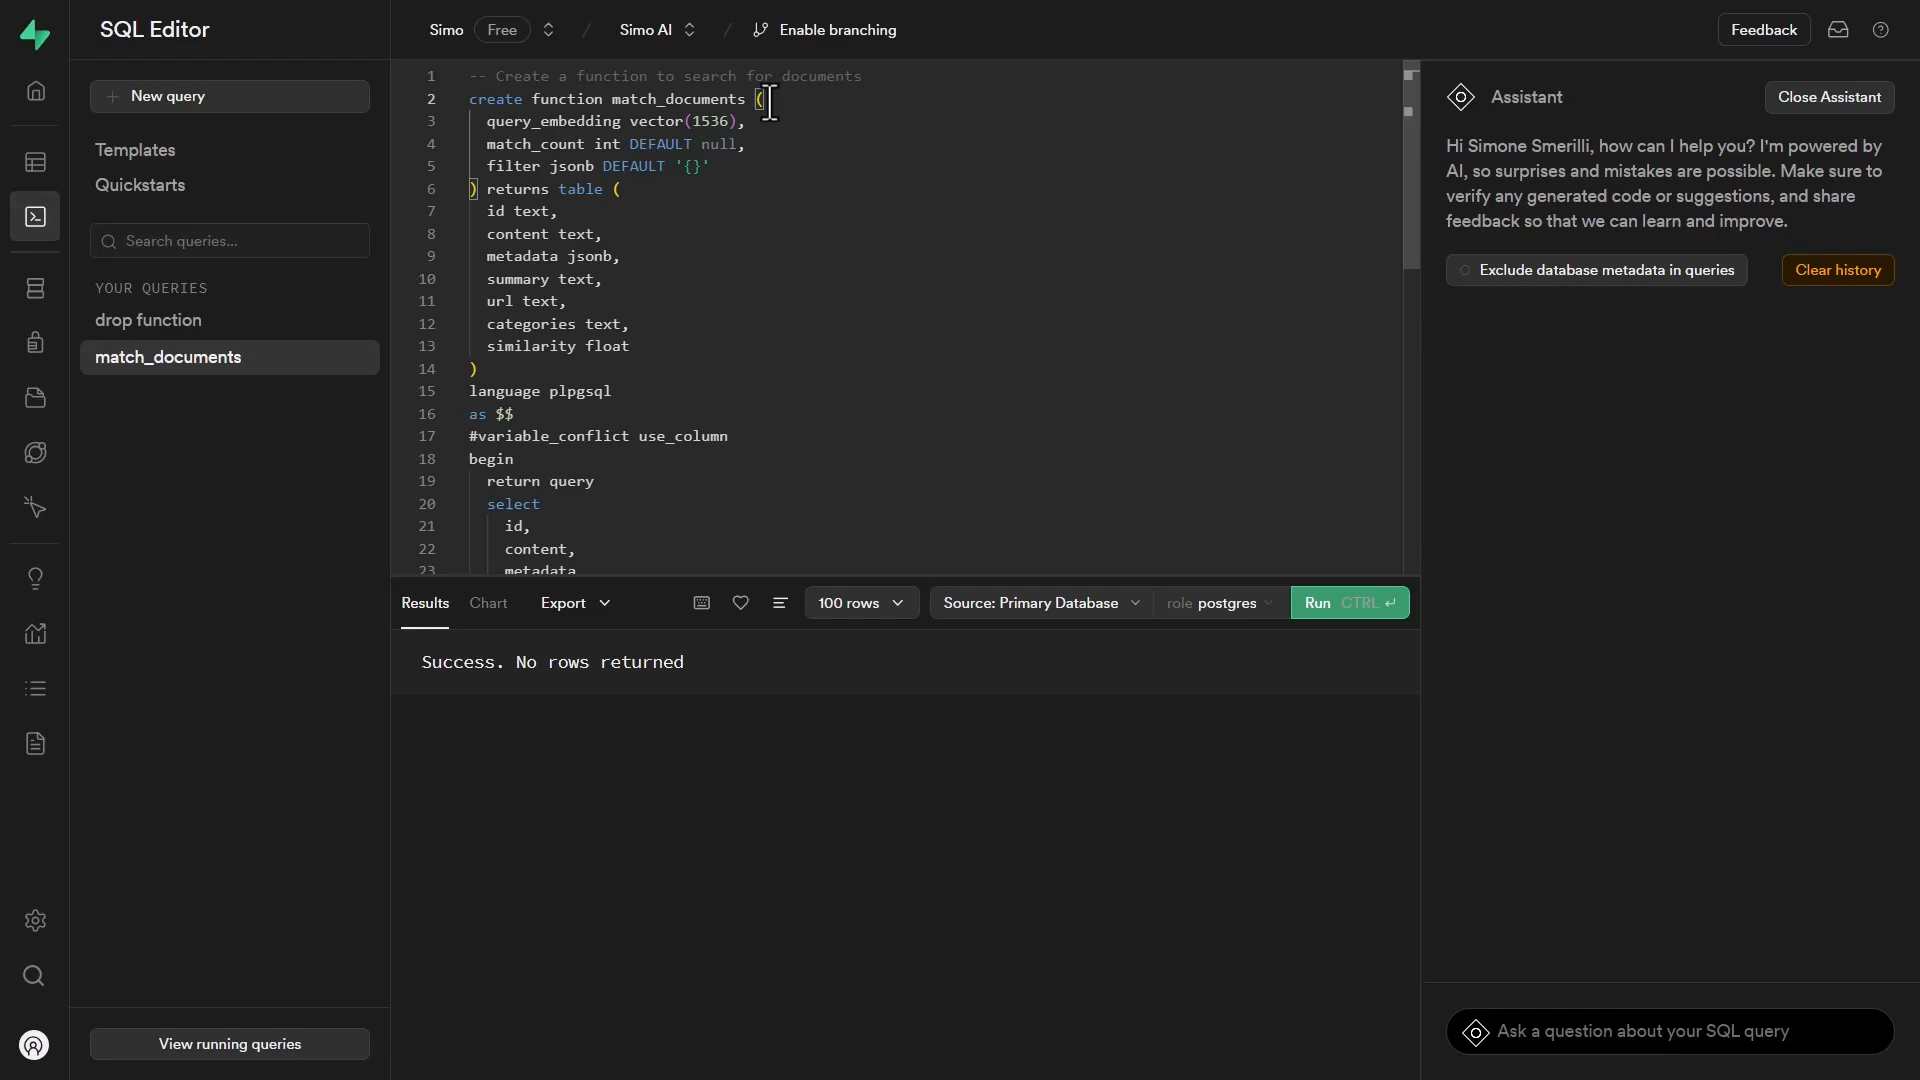 SQL Editor
Simo Free / Simo AI / Enable branching
Feedback
New query
Templates
Quickstarts
Search queries...
YOUR QUERIES
drop function
match_documents
View running queries
1 -- Create a function to search for documents
2 create function match_documents (
3 query_embedding vector(1536),
4 match_count int DEFAULT null,
5 filter jsonb DEFAULT '{}'
6 ) returns table (
7 id text,
8 content text,
9 metadata jsonb,
10 summary text,
11 url text,
12 categories text,
13 similarity float
14 )
15 language plpgsql
16 as $$
17 #variable_conflict use_column
18 begin
19 return query
20 select
21 id,
22 content,
23 metadata
Results Chart Export 100 rows Source: Primary Database role postgres Run CTRL ↵
Success. No rows returned
Assistant
Close Assistant
Hi Simone Smerilli, how can I help you? I'm powered by
AI, so surprises and mistakes are possible. Make sure to
verify any generated code or suggestions, and share
feedback so that we can learn and improve.
Exclude database metadata in queries
Clear history
Ask a question about your SQL query